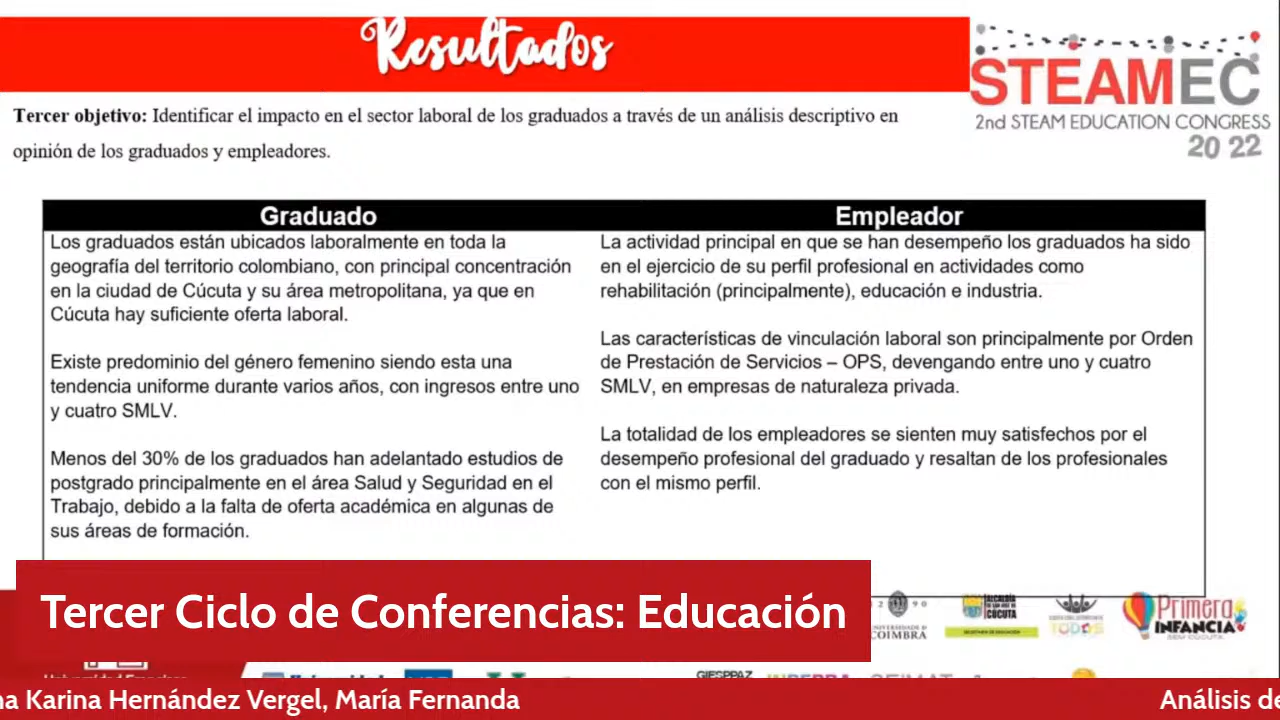 Resultados
STEAMEC
2nd STEAM EDUCATION CONGRESS
20 22
Tercer objetivo: Identificar el impacto en el sector laboral de los graduados a través de un análisis descriptivo en
opinión de los graduados y empleadores.
Graduado
Los graduados están ubicados laboralmente en toda la
geografía del territorio colombiano, con principal concentración
en la ciudad de Cúcuta y su área metropolitana, ya que en
Cúcuta hay suficiente oferta laboral.
Existe predominio del género femenino siendo esta una
tendencia uniforme durante varios años, con ingresos entre uno
y cuatro SMLV.
Menos del 30% de los graduados han adelantado estudios de
postgrado principalmente en el área Salud y Seguridad en el
Trabajo, debido a la falta de oferta académica en algunas de
sus áreas de formación.
Empleador
La actividad principal en que se han desempeño los graduados ha sido
en el ejercicio de su perfil profesional en actividades como
rehabilitación (principalmente), educación e industria.
Las características de vinculación laboral son principalmente por Orden
de Prestación de Servicios – OPS, devengando entre uno y cuatro
SMLV, en empresas de naturaleza privada.
La totalidad de los empleadores se sienten muy satisfechos por el
desempeño profesional del graduado y resaltan de los profesionales
con el mismo perfil.
Tercer Ciclo de Conferencias: Educación
COIMBRA
ALCALDÍA
CÚCUTA
TODOS
Primera
INFANCIA
GIESPPAZ
na Karina Hernández Vergel, María Fernanda
Análisis de